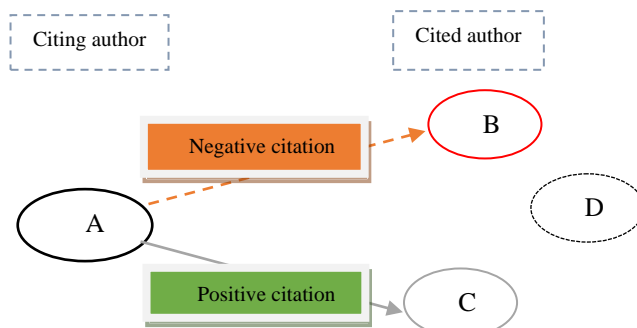 Citing author
Cited author
B
Negative citation
D
A
Positive citation
C